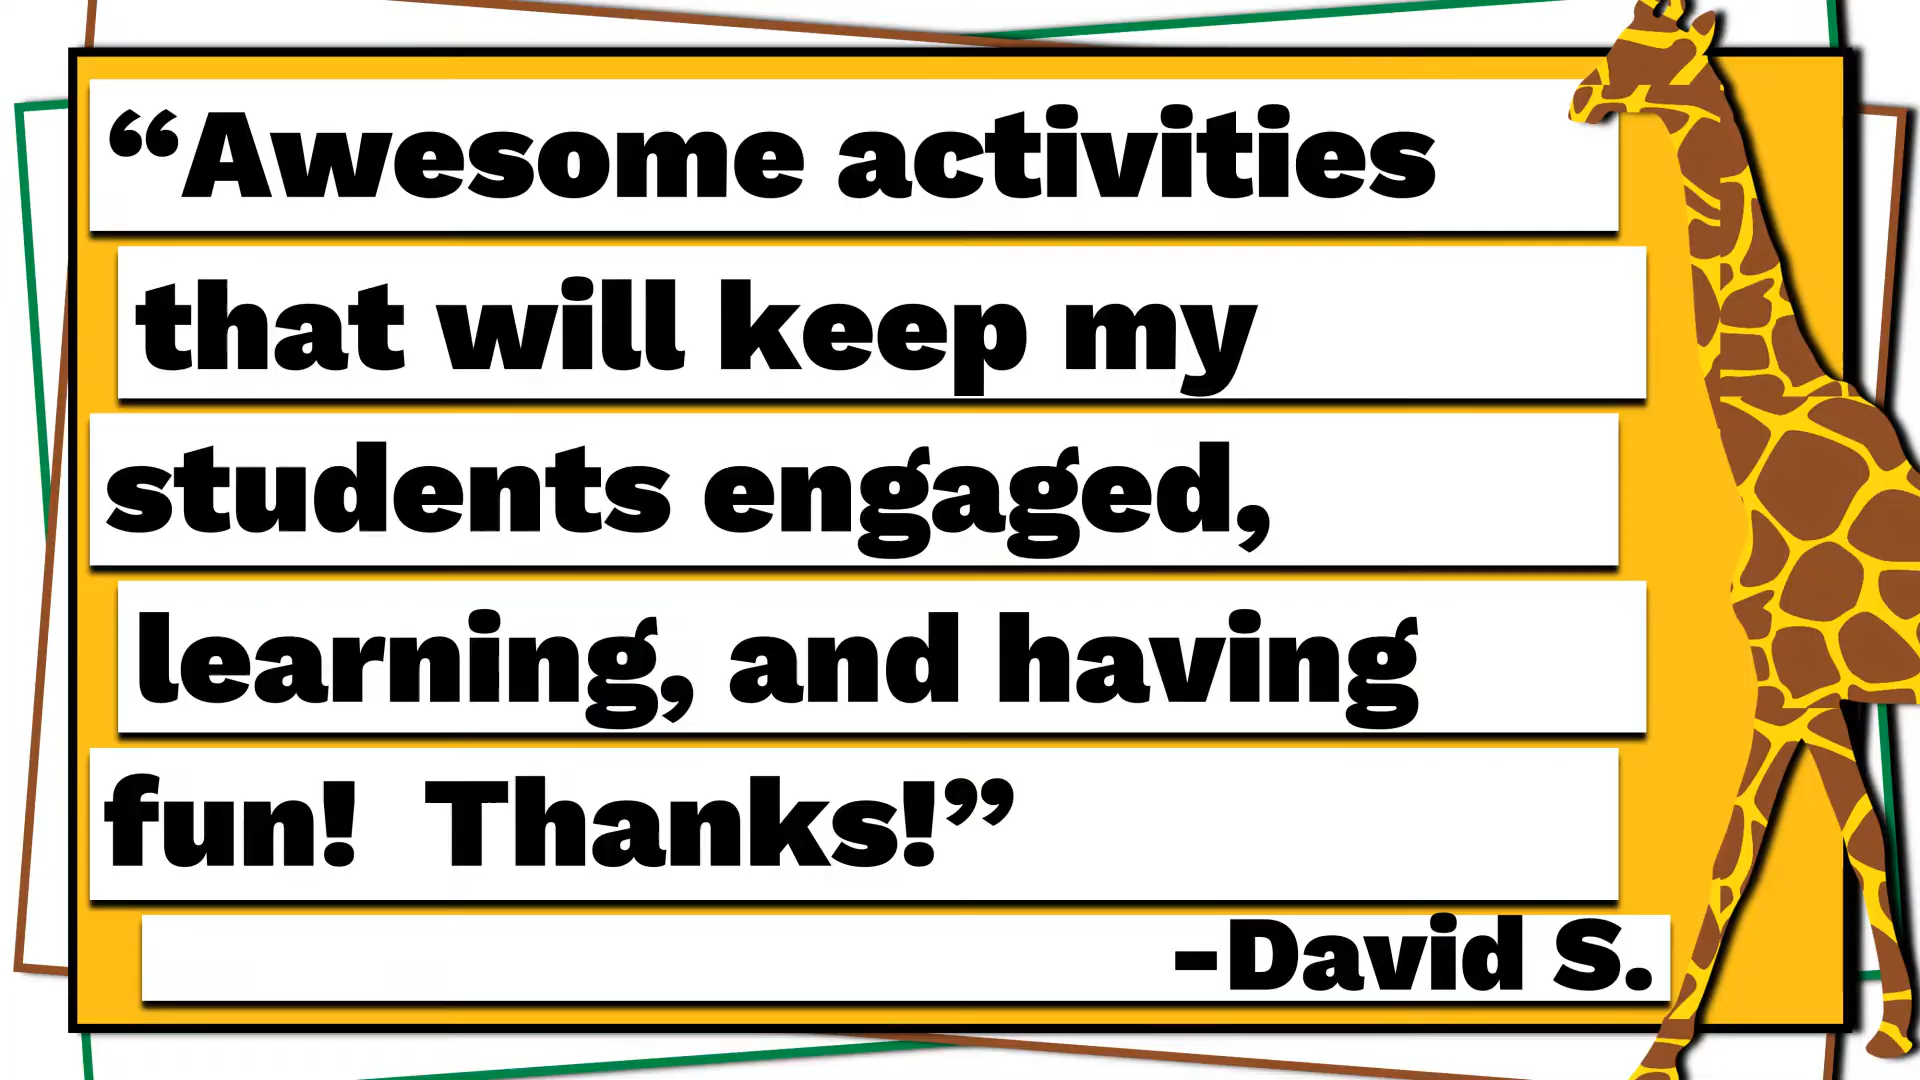 “Awesome activities
that will keep my
students engaged,
learning, and having
fun!  Thanks!”
-David S.